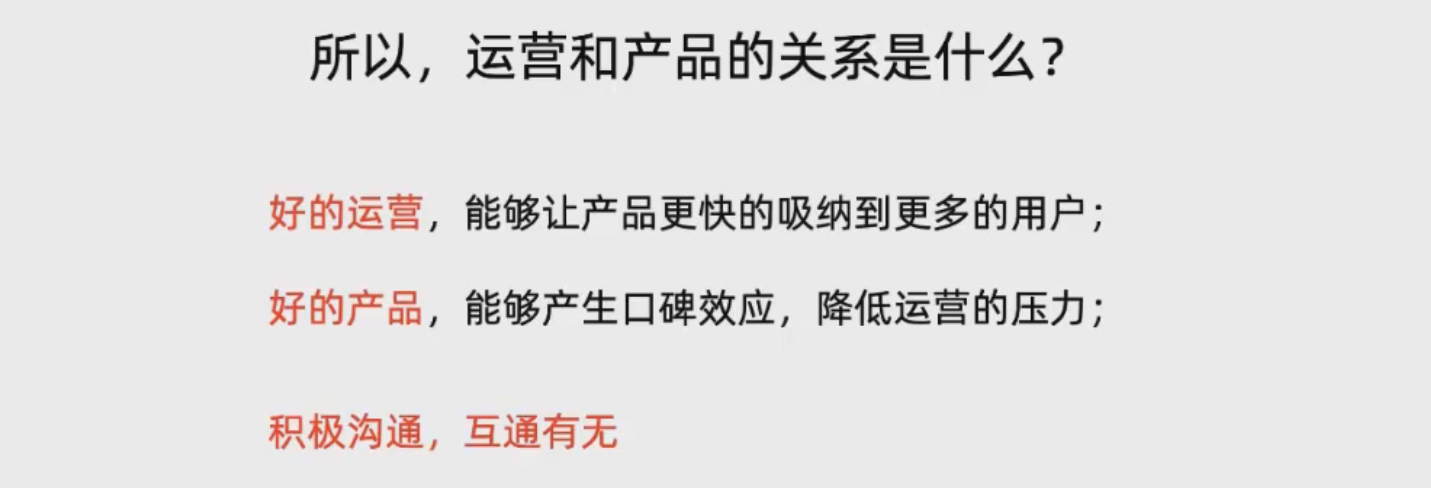 所以，运营和产品的关系是什么？
好的运营，能够让产品更快的吸纳到更多的用户；
好的产品，能够产生口碑效应，降低运营的压力；
积极沟通，互通有无